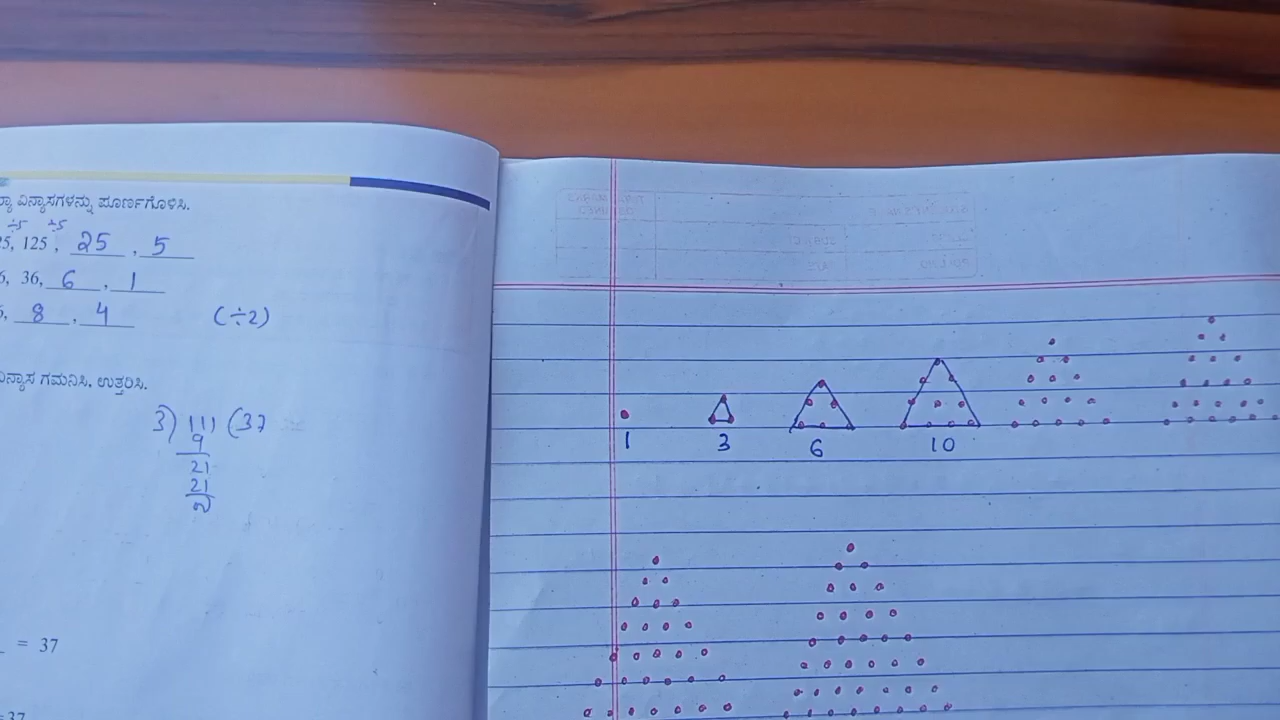 ವಿನ್ಯಾಸಗಳನ್ನು ಪೂರ್ಣಗೊಳಿಸಿ.
÷5 ÷5
25, 125, 25, 5
6, 36, 6, 1
8, 4 (÷2)
ವಿನ್ಯಾಸ ಗಮನಿಸಿ. ಉತ್ತರಿಸಿ.
3) 111 (37
9
21
21
= 37
=37
1 3 6 10